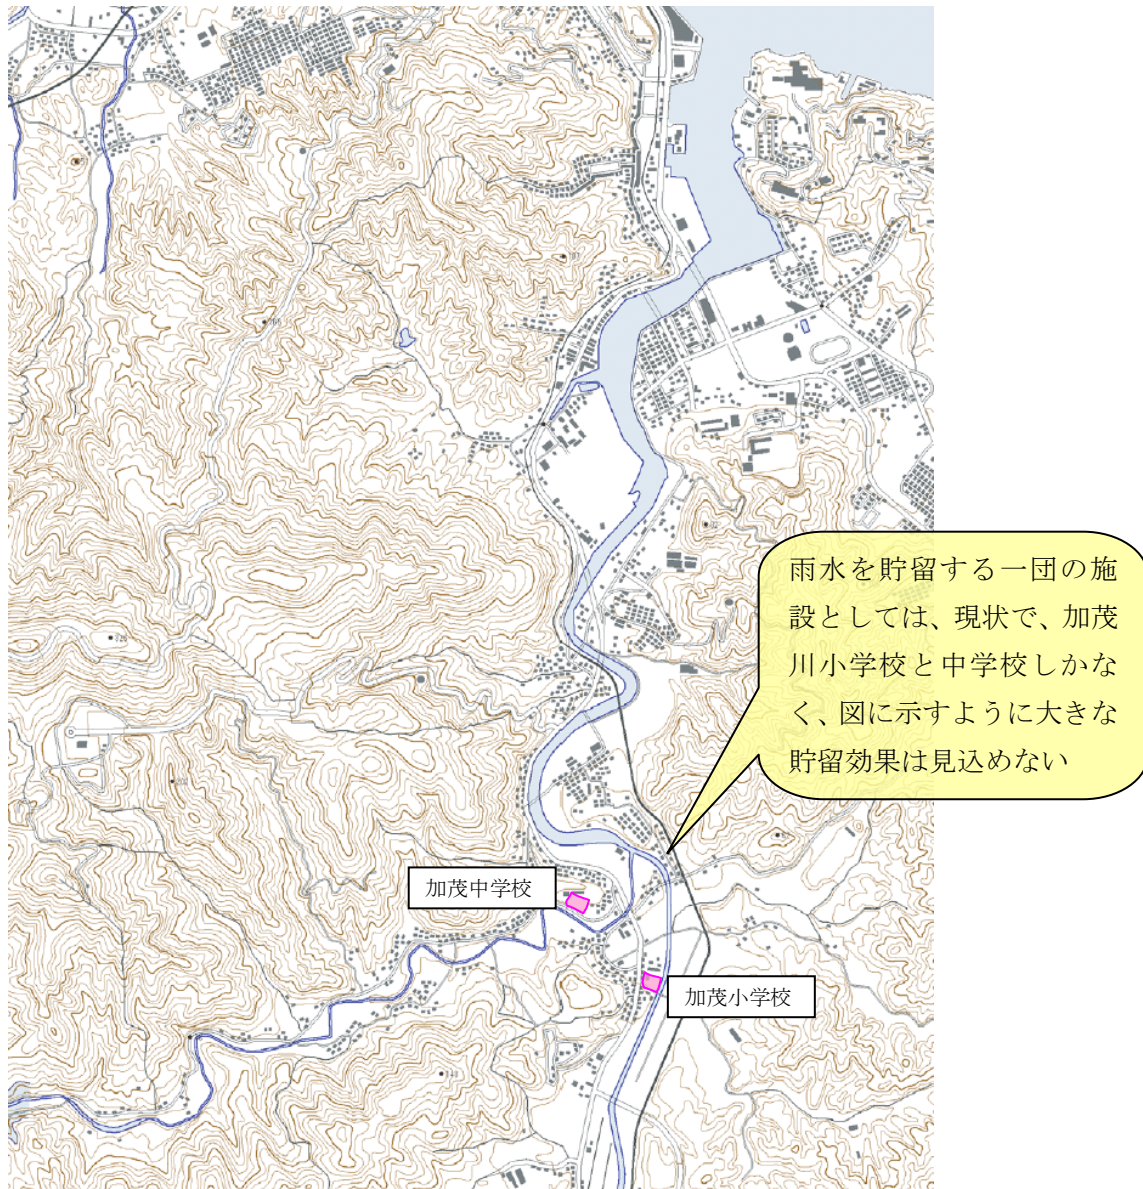 雨水を貯留する一団の施
設としては、現状で、加茂
川小学校と中学校しかな
く、図に示すように大きな
貯留効果は見込めない
加茂中学校
加茂小学校